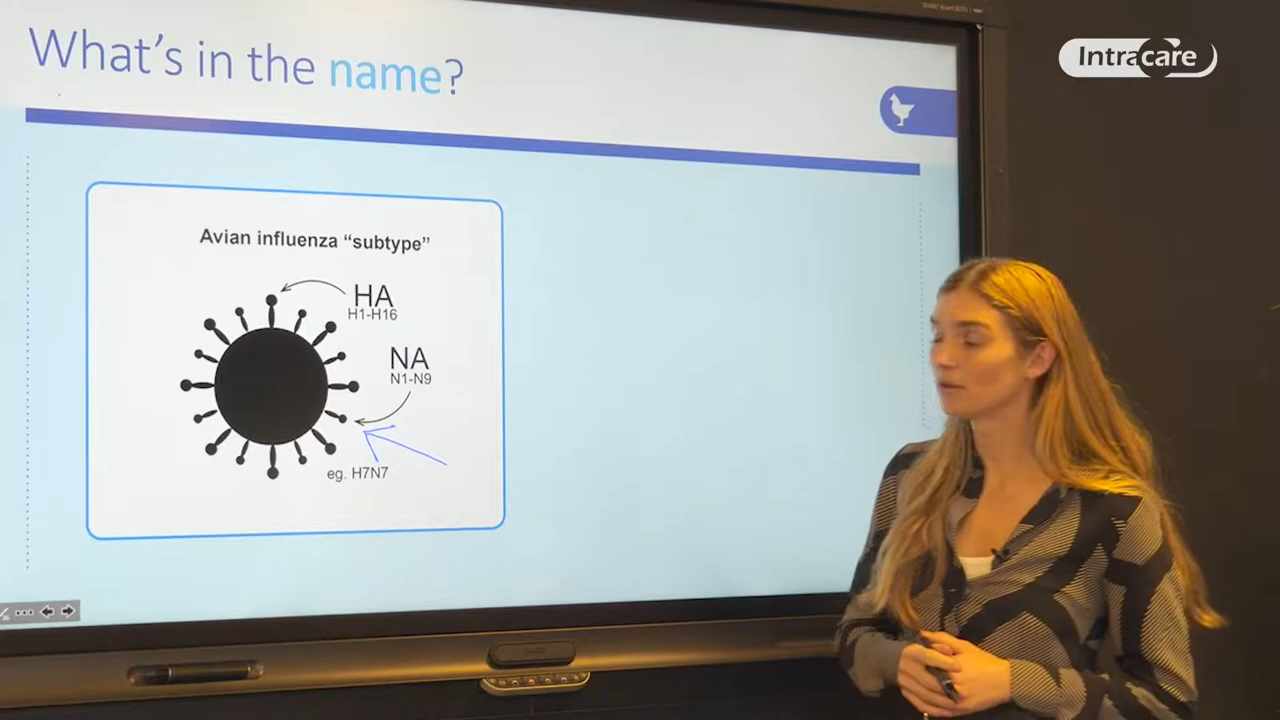 What's in the name?
Intracare
Avian influenza "subtype"
HA
H1-H16
NA
N1-N9
eg. H7N7